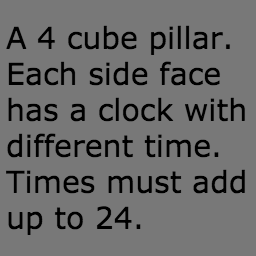 A 4 cube pillar.
Each side face
has a clock with
different time.
Times must add
up to 24.